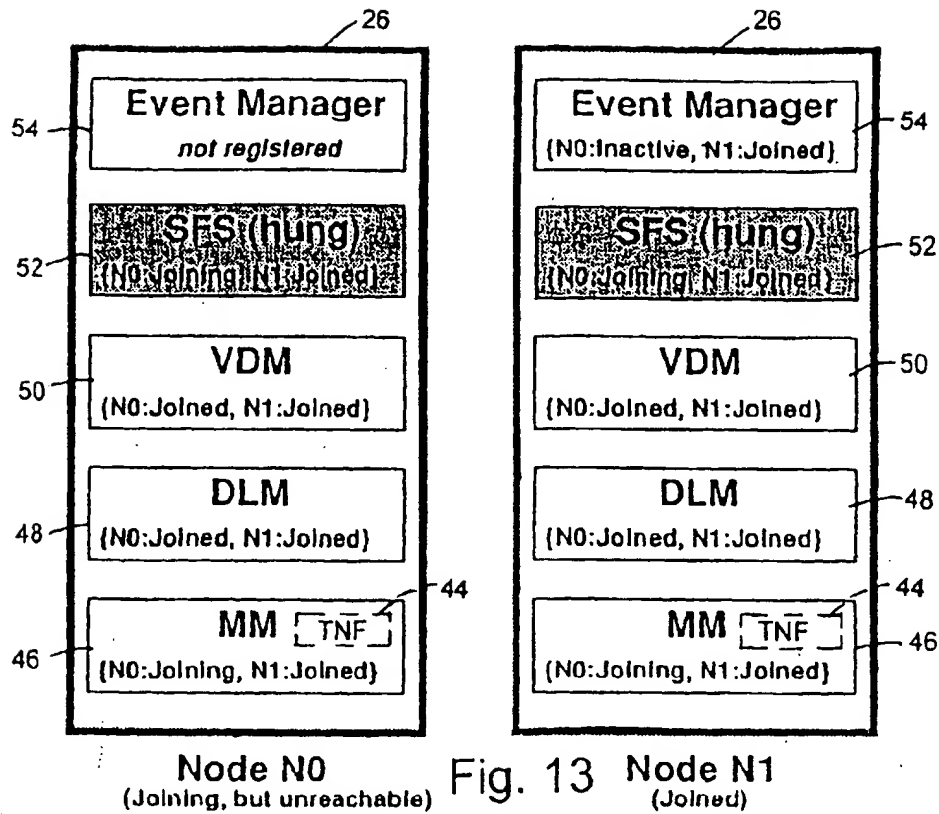 26
Event Manager
not registered
54
SFS (hung)
{N0:Joining, N1:Joined}
52
VDM
{N0:Joined, N1:Joined}
50
DLM
{N0:Joined, N1:Joined}
48
44
MM TNF
{N0:Joining, N1:Joined}
46
Node N0
(Joining, but unreachable)
26
Event Manager
{N0:Inactive, N1:Joined}
54
SFS (hung)
{N0:Joining N1:Joined}
52
VDM
{N0:Joined, N1:Joined}
50
DLM
{N0:Joined, N1:Joined}
48
44
MM TNF
{N0:Joining, N1:Joined}
46
Node N1
(Joined)
Fig. 13